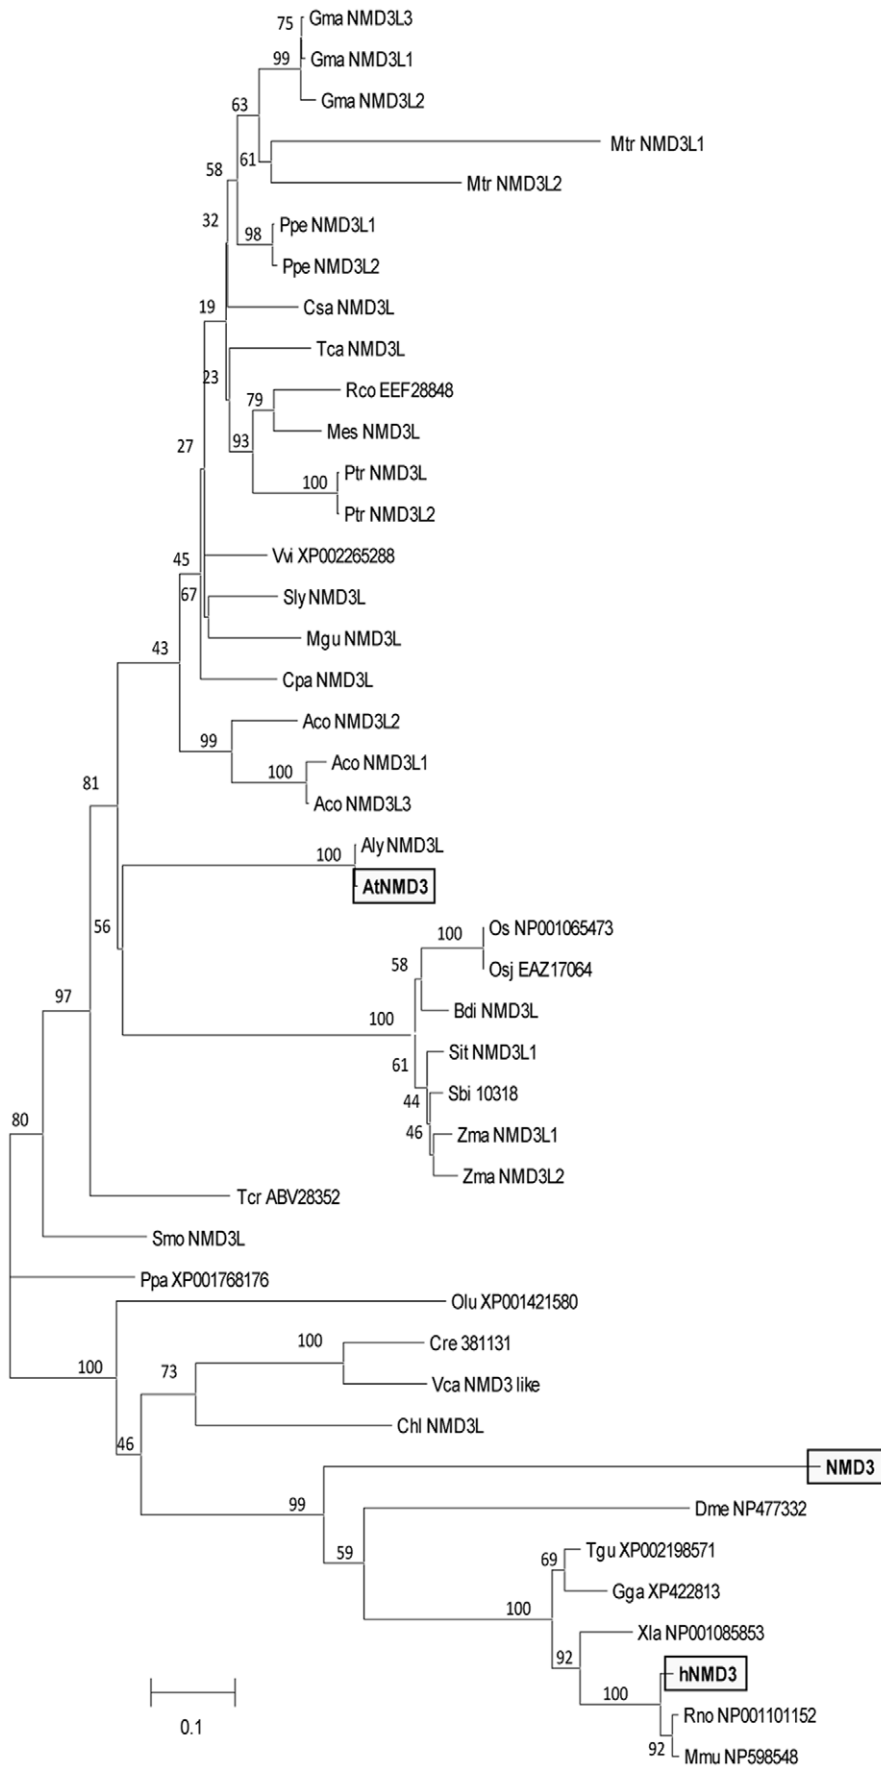 75
Gma NMD3L3
99
Gma NMD3L1
Gma NMD3L2
63
Mtr NMD3L1
61
58
Mtr NMD3L2
32
Ppe NMD3L1
98
Ppe NMD3L2
19
Csa NMD3L
Tca NMD3L
23
Rco EEF28848
79
Mes NMD3L
93
27
Ptr NMD3L
100
Ptr NMD3L2
45
Vvi XP002265288
67
Sly NMD3L
Mgu NMD3L
43
Cpa NMD3L
Aco NMD3L2
99
Aco NMD3L1
100
81
Aco NMD3L3
Aly NMD3L
100
AtNMD3
56
Os NP001065473
100
Osj EAZ17064
58
97
Bdi NMD3L
100
Sit NMD3L1
61
Sbi 10318
44
80
46
Zma NMD3L1
Zma NMD3L2
Tcr ABV28352
Smo NMD3L
Ppa XP001768176
Olu XP001421580
100
Cre 381131
100
73
Vca NMD3 like
Chl NMD3L
46
NMD3
99
Dme NP477332
59
Tgu XP002198571
69
Gga XP422813
100
Xla NP001085853
92
hNMD3
100
Rno NP001101152
92
Mmu NP598548
0.1